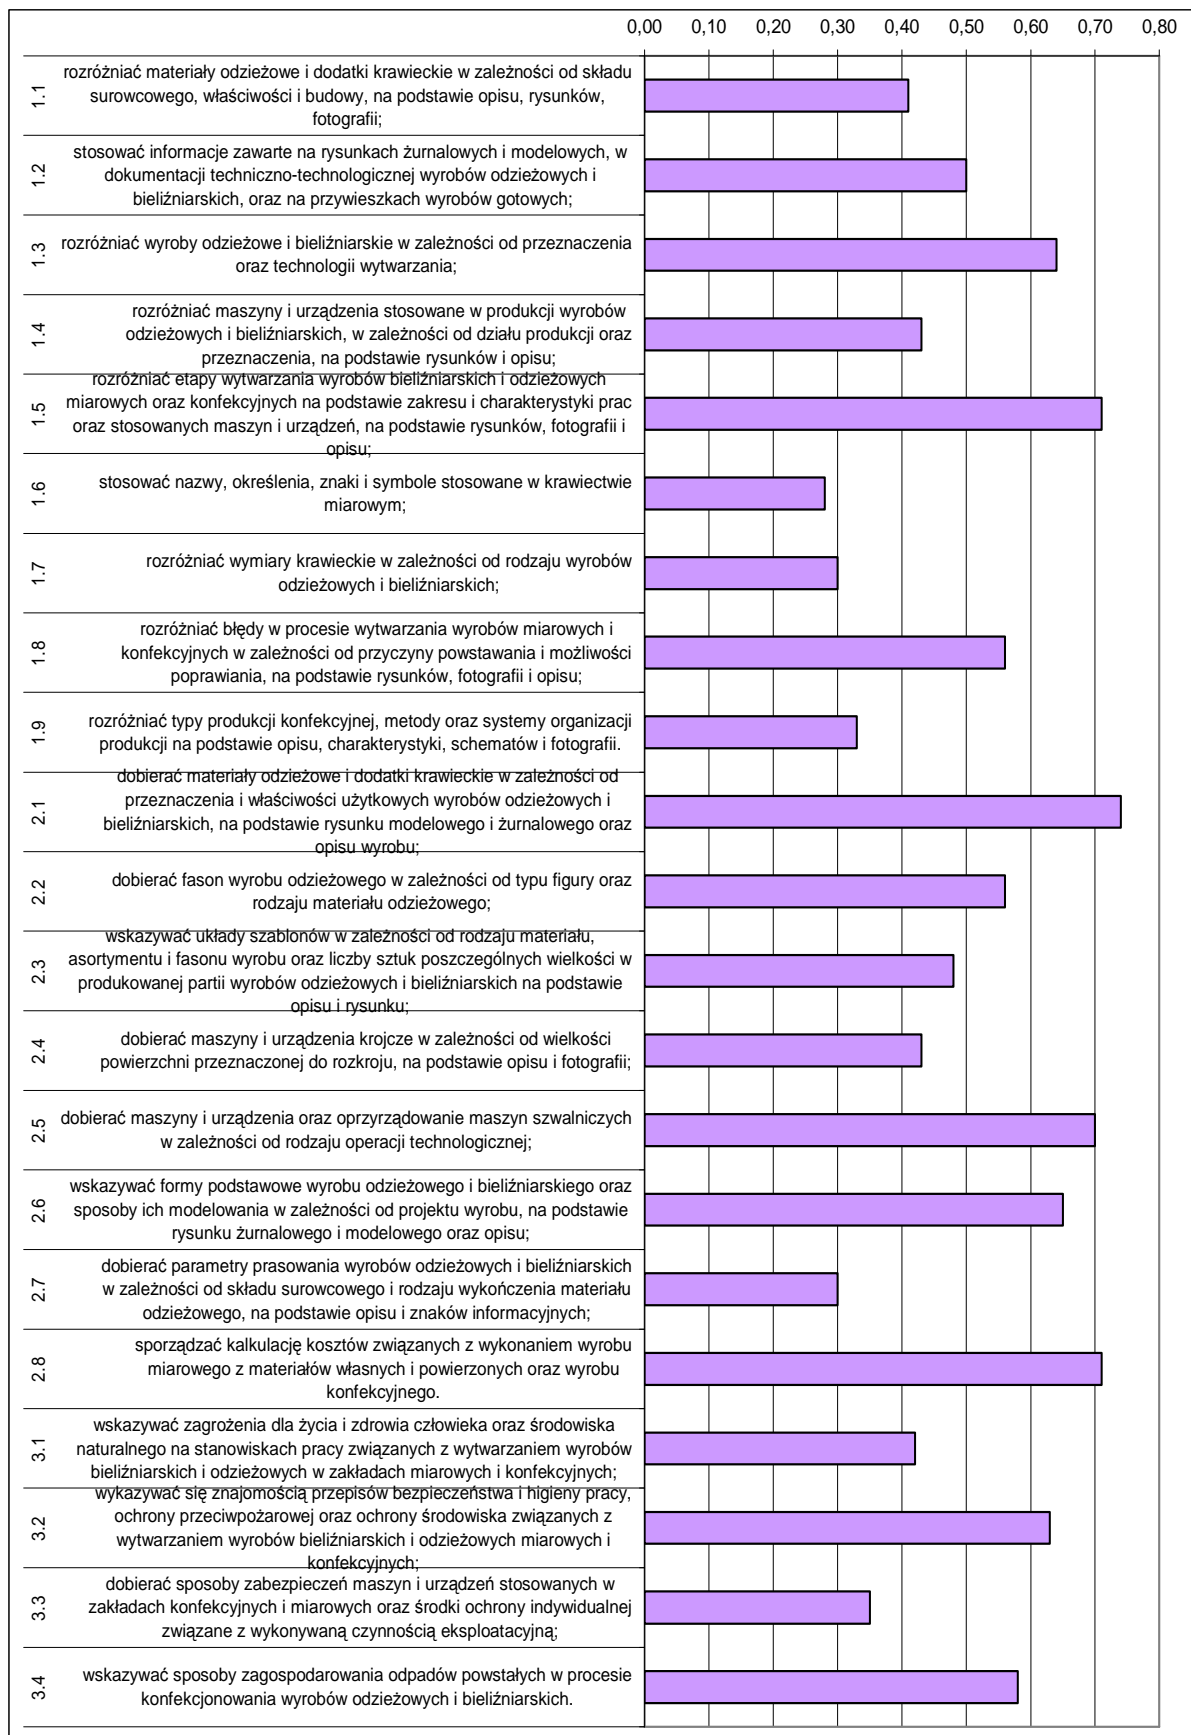 0,00 0,10 0,20 0,30 0,40 0,50 0,60 0,70 0,80
1.1
rozróżniać materiały odzieżowe i dodatki krawieckie w zależności od składu
surowcowego, właściwości i budowy, na podstawie opisu, rysunków,
fotografii;
1.2
stosować informacje zawarte na rysunkach żurnalowych i modelowych, w
dokumentacji techniczno-technologicznej wyrobów odzieżowych i
bieliźniarskich, oraz na przywieszkach wyrobów gotowych;
1.3
rozróżniać wyroby odzieżowe i bieliźniarskie w zależności od przeznaczenia
oraz technologii wytwarzania;
1.4
rozróżniać maszyny i urządzenia stosowane w produkcji wyrobów
odzieżowych i bieliźniarskich, w zależności od działu produkcji oraz
przeznaczenia, na podstawie rysunków i opisu;
1.5
rozróżniać etapy wytwarzania wyrobów bieliźniarskich i odzieżowych
miarowych oraz konfekcyjnych na podstawie zakresu i charakterystyki prac
oraz stosowanych maszyn i urządzeń, na podstawie rysunków, fotografii i
opisu;
1.6
stosować nazwy, określenia, znaki i symbole stosowane w krawiectwie
miarowym;
1.7
rozróżniać wymiary krawieckie w zależności od rodzaju wyrobów
odzieżowych i bieliźniarskich;
1.8
rozróżniać błędy w procesie wytwarzania wyrobów miarowych i
konfekcyjnych w zależności od przyczyny powstawania i możliwości
poprawiania, na podstawie rysunków, fotografii i opisu;
1.9
rozróżniać typy produkcji konfekcyjnej, metody oraz systemy organizacji
produkcji na podstawie opisu, charakterystyki, schematów i fotografii.
2.1
dobierać materiały odzieżowe i dodatki krawieckie w zależności od
przeznaczenia i właściwości użytkowych wyrobów odzieżowych i
bieliźniarskich, na podstawie rysunku modelowego i żurnalowego oraz
opisu wyrobu;
2.2
dobierać fason wyrobu odzieżowego w zależności od typu figury oraz
rodzaju materiału odzieżowego;
2.3
wskazywać układy szablonów w zależności od rodzaju materiału,
asortymentu i fasonu wyrobu oraz liczby sztuk poszczególnych wielkości w
produkowanej partii wyrobów odzieżowych i bieliźniarskich na podstawie
opisu i rysunku;
2.4
dobierać maszyny i urządzenia krojcze w zależności od wielkości
powierzchni przeznaczonej do rozkroju, na podstawie opisu i fotografii;
2.5
dobierać maszyny i urządzenia oraz oprzyrządowanie maszyn szwalniczych
w zależności od rodzaju operacji technologicznej;
2.6
wskazywać formy podstawowe wyrobu odzieżowego i bieliźniarskiego oraz
sposoby ich modelowania w zależności od projektu wyrobu, na podstawie
rysunku żurnalowego i modelowego oraz opisu;
2.7
dobierać parametry prasowania wyrobów odzieżowych i bieliźniarskich
w zależności od składu surowcowego i rodzaju wykończenia materiału
odzieżowego, na podstawie opisu i znaków informacyjnych;
2.8
sporządzać kalkulację kosztów związanych z wykonaniem wyrobu
miarowego z materiałów własnych i powierzonych oraz wyrobu
konfekcyjnego.
3.1
wskazywać zagrożenia dla życia i zdrowia człowieka oraz środowiska
naturalnego na stanowiskach pracy związanych z wytwarzaniem wyrobów
bieliźniarskich i odzieżowych w zakładach miarowych i konfekcyjnych;
3.2
wykazywać się znajomością przepisów bezpieczeństwa i higieny pracy,
ochrony przeciwpożarowej oraz ochrony środowiska związanych z
wytwarzaniem wyrobów bieliźniarskich i odzieżowych miarowych i
konfekcyjnych;
3.3
dobierać sposoby zabezpieczeń maszyn i urządzeń stosowanych w
zakładach konfekcyjnych i miarowych oraz środki ochrony indywidualnej
związane z wykonywaną czynnością eksploatacyjną;
3.4
wskazywać sposoby zagospodarowania odpadów powstałych w procesie
konfekcjonowania wyrobów odzieżowych i bieliźniarskich.